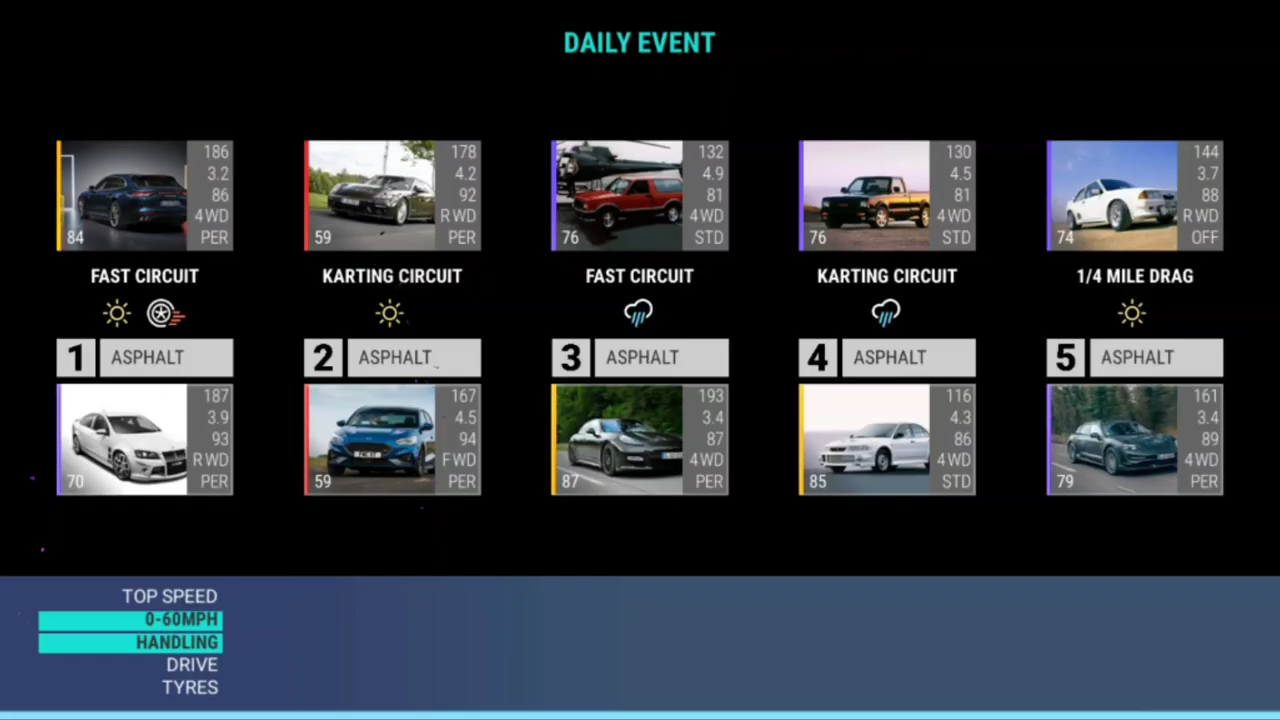 DAILY EVENT
186
3.2
86
4WD
84 PER
178
4.2
92
RWD
59 PER
132
4.9
81
4WD
76 STD
130
4.5
81
4WD
76 STD
144
3.7
88
RWD
74 OFF
FAST CIRCUIT
KARTING CIRCUIT
FAST CIRCUIT
KARTING CIRCUIT
1/4 MILE DRAG
1 ASPHALT
2 ASPHALT
3 ASPHALT
4 ASPHALT
5 ASPHALT
187
3.9
93
RWD
70 PER
167
4.5
94
FWD
59 PER
193
3.4
87
4WD
87 PER
116
4.3
86
4WD
85 STD
161
3.4
89
4WD
79 PER
TOP SPEED
0-60MPH
HANDLING
DRIVE
TYRES